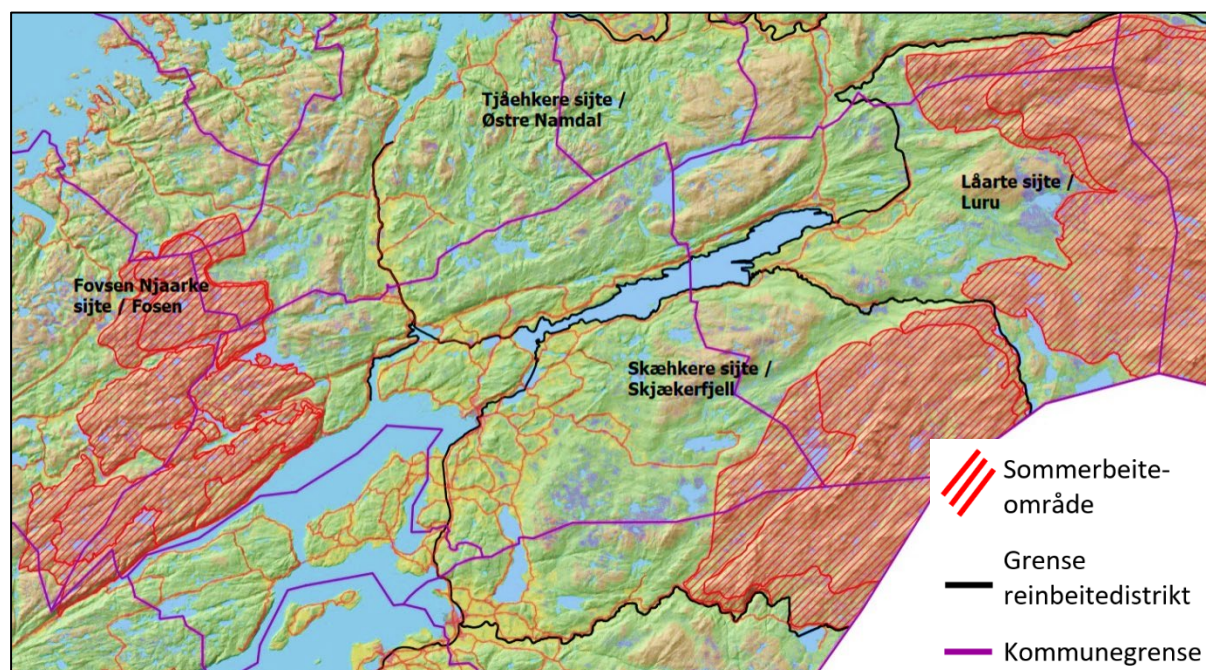 Tjåehkere sijte /
Østre Namdal
Låarte sijte /
Luru
Fovsen Njaarke
sijte / Fosen
Skæhkere sijte /
Skjækerfjell
Sommerbeite-
område
Grense
reinbeitedistrikt
Kommunegrense